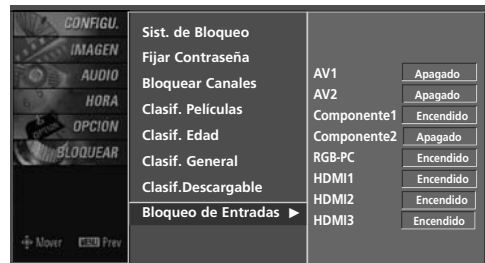 CONFIGU.
IMAGEN
AUDIO
HORA
OPCION
BLOQUEAR
Mover MENU Prev
Sist. de Bloqueo
Fijar Contraseña
Bloquear Canales
Clasif. Películas
Clasif. Edad
Clasif. General
Clasif.Descargable
Bloqueo de Entradas ►
AV1 Apagado
AV2 Apagado
Componente1 Encendido
Componente2 Apagado
RGB-PC Encendido
HDMI1 Encendido
HDMI2 Encendido
HDMI3 Encendido